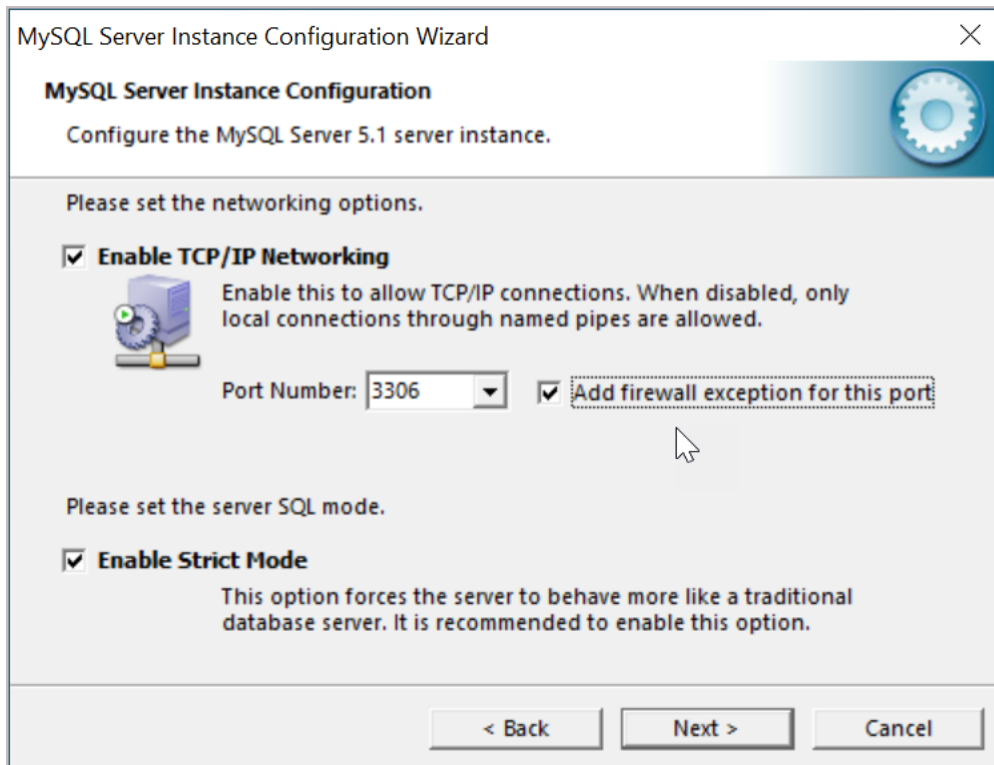 MySQL Server Instance Configuration Wizard
MySQL Server Instance Configuration
Configure the MySQL Server 5.1 server instance.
Please set the networking options.
Enable TCP/IP Networking
Enable this to allow TCP/IP connections. When disabled, only
local connections through named pipes are allowed.
Port Number: 3306 Add firewall exception for this port
Please set the server SQL mode.
Enable Strict Mode
This option forces the server to behave more like a traditional
database server. It is recommended to enable this option.
< Back Next > Cancel